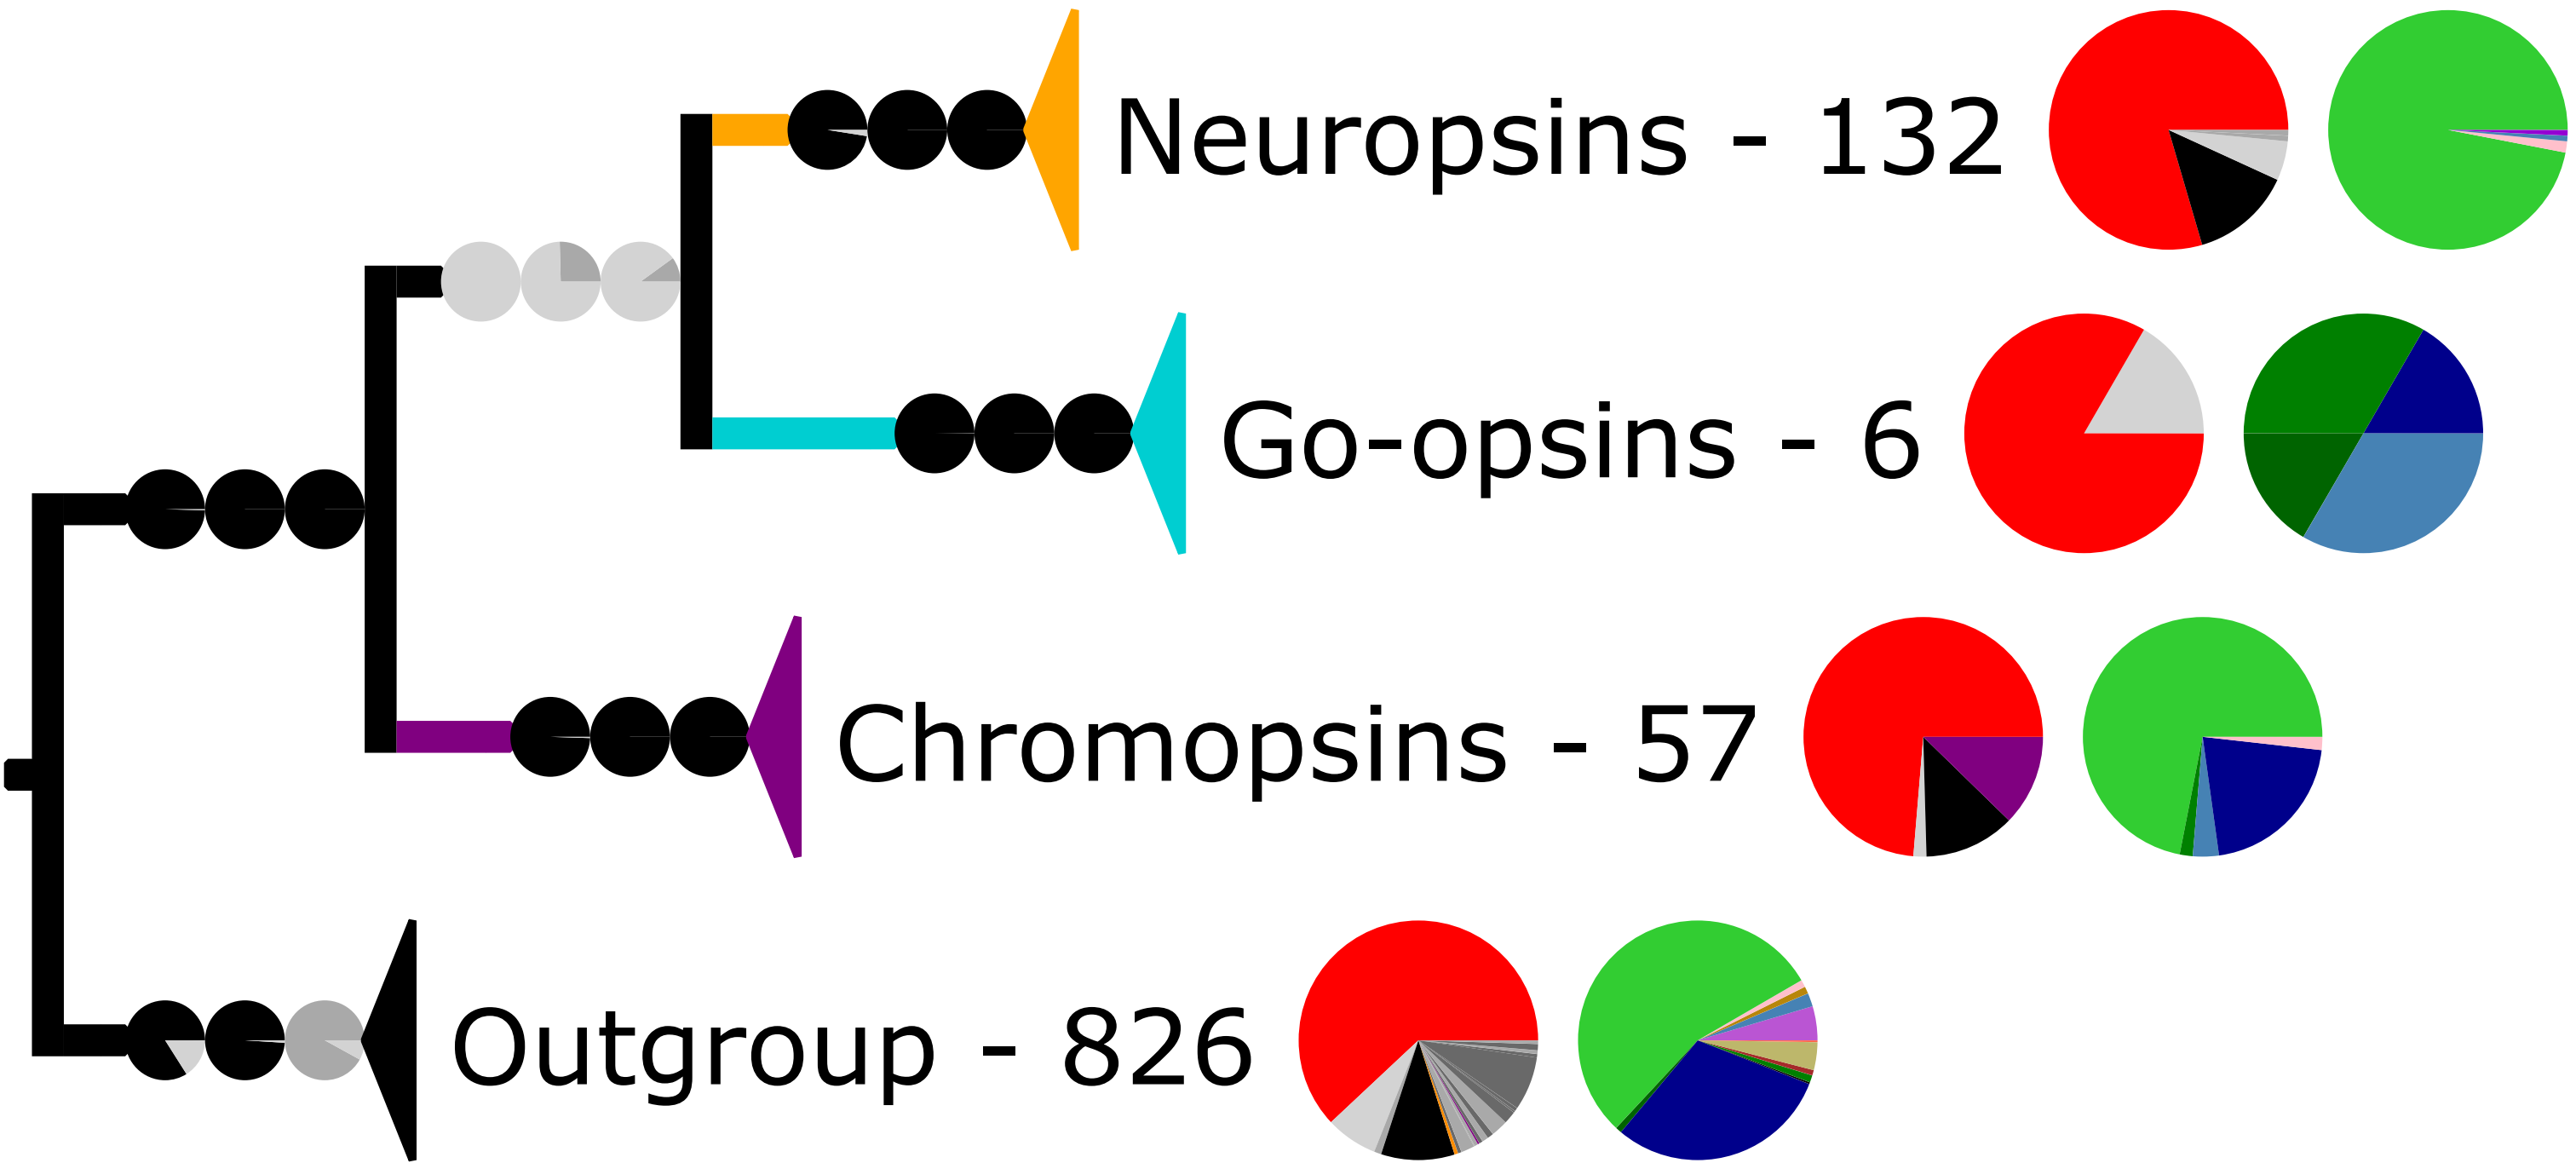 Neuropsins - 132
Go-opsins - 6
Chromopsins - 57
Outgroup - 826